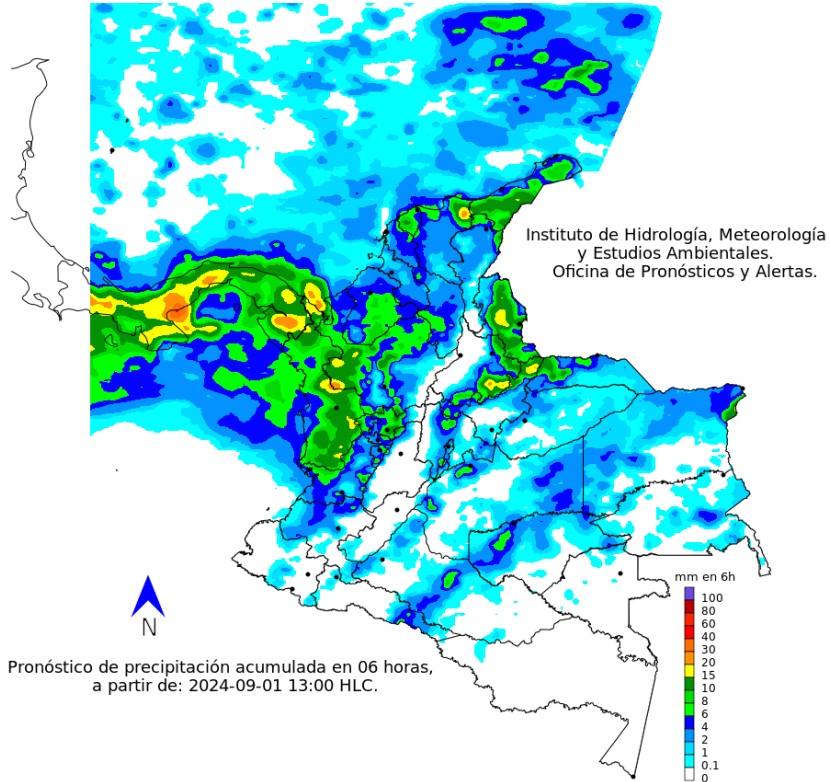 Instituto de Hidrología, Meteorología
y Estudios Ambientales.
Oficina de Pronósticos y Alertas.
N
Pronóstico de precipitación acumulada en 06 horas,
a partir de: 2024-09-01 13:00 HLC.
mm en 6h
100
80
60
40
30
20
15
10
8
6
4
2
1
0.1
0